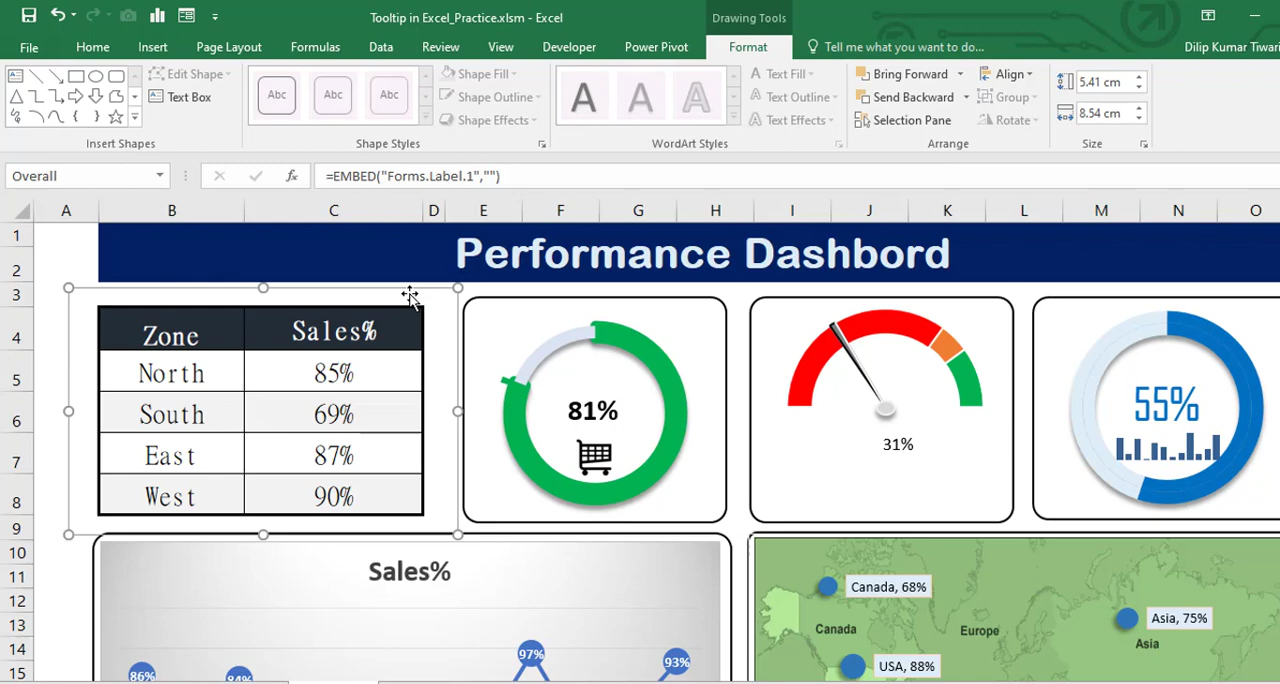 Tooltip in Excel_Practice.xlsm - Excel
Drawing Tools
File Home Insert Page Layout Formulas Data Review View Developer Power Pivot Format Tell me what you want to do... Dilip Kumar Tiwari
Edit Shape
Text Box
Insert Shapes
Abc Abc Abc
Shape Fill
Shape Outline
Shape Effects
Shape Styles
A A A
Text Fill
Text Outline
Text Effects
WordArt Styles
Bring Forward
Send Backward
Selection Pane
Align
Group
Rotate
Arrange
5.41 cm
8.54 cm
Size
Overall
fx
=EMBED("Forms.Label.1","")
A B C D E F G H I J K L M N O
1
2
3
4
5
6
7
8
9
10
11
12
13
14
15
Performance Dashbord
Zone Sales%
North 85%
South 69%
East 87%
West 90%
81%
31%
55%
Sales%
86%
84%
97%
93%
Canada, 68%
Canada
Europe
Asia, 75%
Asia
USA, 88%